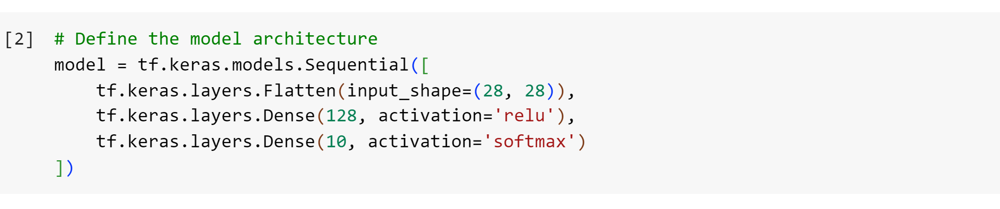 [2] # Define the model architecture
model = tf.keras.models.Sequential([
    tf.keras.layers.Flatten(input_shape=(28, 28)),
    tf.keras.layers.Dense(128, activation='relu'),
    tf.keras.layers.Dense(10, activation='softmax')
])